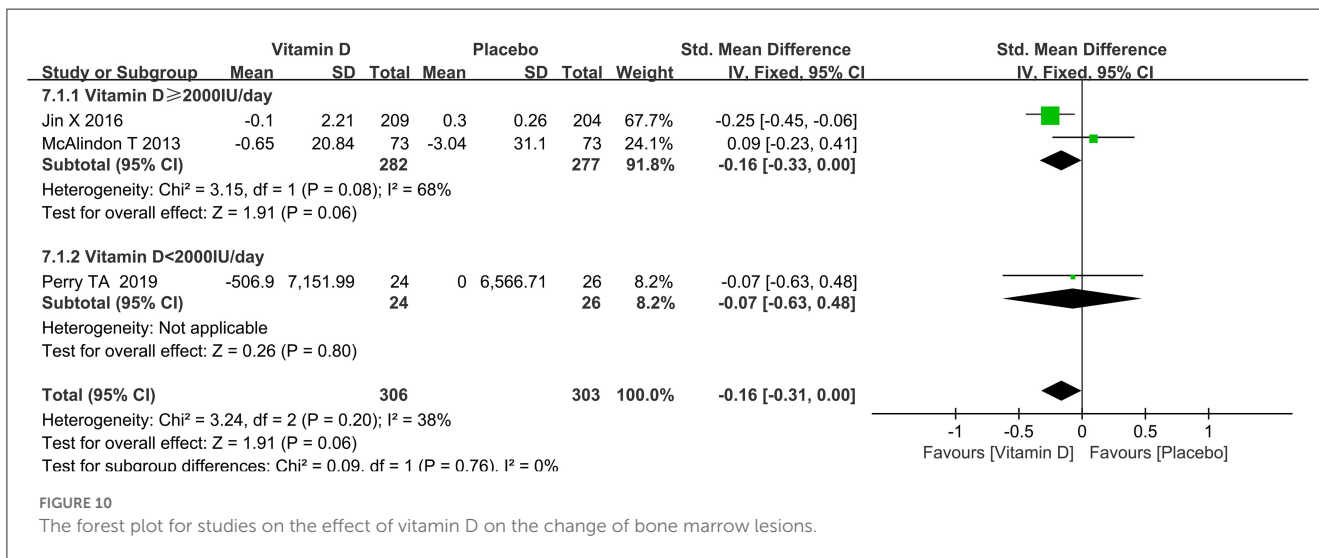 Vitamin D Placebo Std. Mean Difference Std. Mean Difference
Study or Subgroup Mean SD Total Mean SD Total Weight IV, Fixed, 95% CI IV, Fixed, 95% CI
7.1.1 Vitamin D≥2000IU/day
Jin X 2016 -0.1 2.21 209 0.3 0.26 204 67.7% -0.25 [-0.45, -0.06]
McAlindon T 2013 -0.65 20.84 73 -3.04 31.1 73 24.1% 0.09 [-0.23, 0.41]
Subtotal (95% CI) 282 277 91.8% -0.16 [-0.33, 0.00]
Heterogeneity: Chi² = 3.15, df = 1 (P = 0.08); I² = 68%
Test for overall effect: Z = 1.91 (P = 0.06)
7.1.2 Vitamin D<2000IU/day
Perry TA 2019 -506.9 7,151.99 24 0 6,566.71 26 8.2% -0.07 [-0.63, 0.48]
Subtotal (95% CI) 24 26 8.2% -0.07 [-0.63, 0.48]
Heterogeneity: Not applicable
Test for overall effect: Z = 0.26 (P = 0.80)
Total (95% CI) 306 303 100.0% -0.16 [-0.31, 0.00]
Heterogeneity: Chi² = 3.24, df = 2 (P = 0.20); I² = 38%
Test for overall effect: Z = 1.91 (P = 0.06)
Test for subgroup differences: Chi² = 0.09, df = 1 (P = 0.76), I² = 0%
-1 -0.5 0 0.5 1
Favours [Vitamin D] Favours [Placebo]
FIGURE 10
The forest plot for studies on the effect of vitamin D on the change of bone marrow lesions.